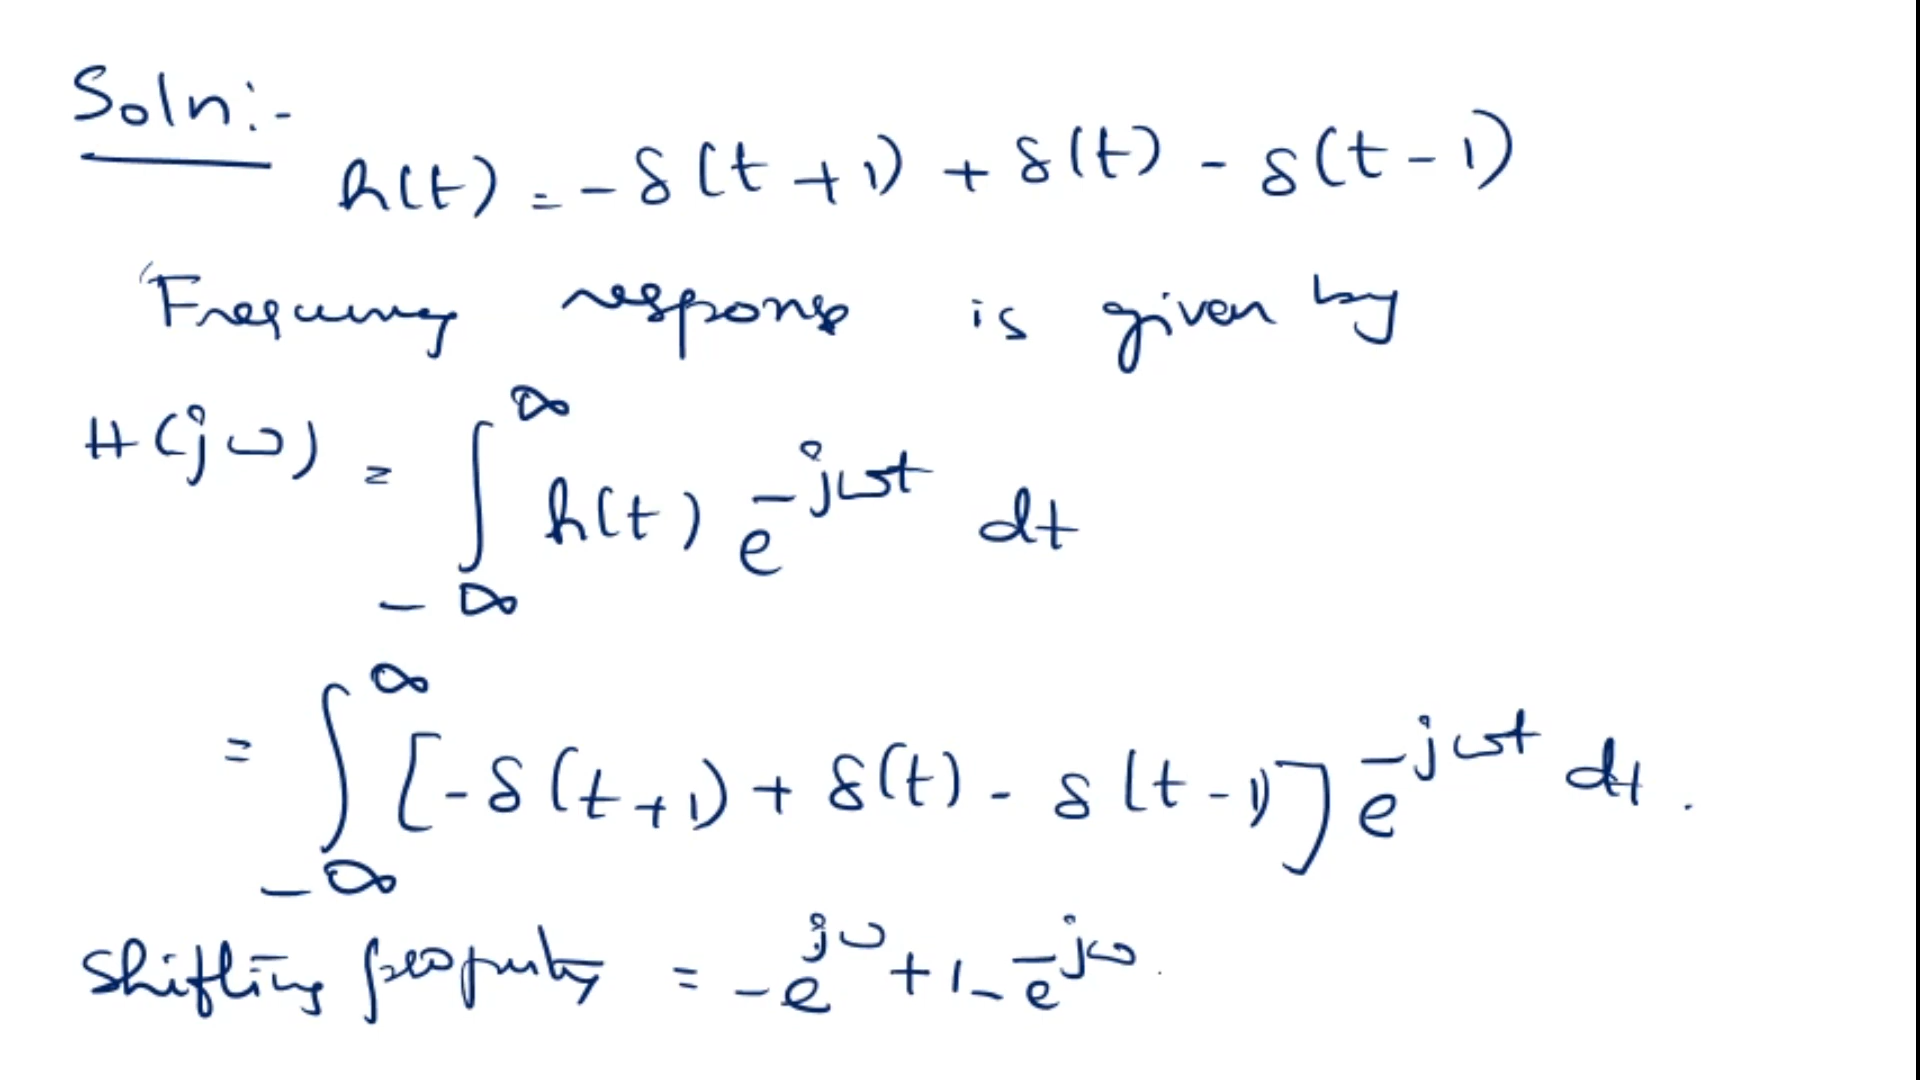 Soln:-
h(t) = -δ(t+1) + δ(t) - δ(t-1)
Frequency response is given by
H(jω) = ∫_{-∞}^{∞} h(t) e^{-jωt} dt
= ∫_{-∞}^{∞} [-δ(t+1) + δ(t) - δ(t-1)] e^{-jωt} dt.
Shifting property = -e^{jω} + 1 - e^{-jω}.